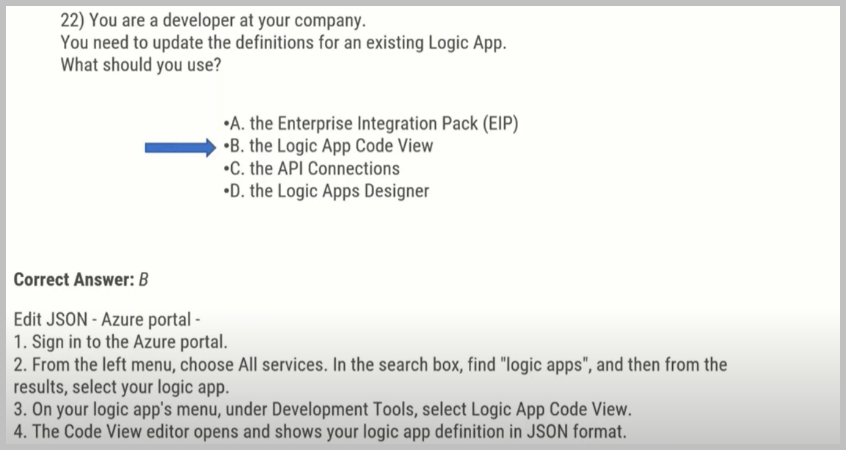 22) You are a developer at your company.
You need to update the definitions for an existing Logic App.
What should you use?
•A. the Enterprise Integration Pack (EIP)
•B. the Logic App Code View
•C. the API Connections
•D. the Logic Apps Designer
Correct Answer: B
Edit JSON - Azure portal -
1. Sign in to the Azure portal.
2. From the left menu, choose All services. In the search box, find "logic apps", and then from the
results, select your logic app.
3. On your logic app's menu, under Development Tools, select Logic App Code View.
4. The Code View editor opens and shows your logic app definition in JSON format.